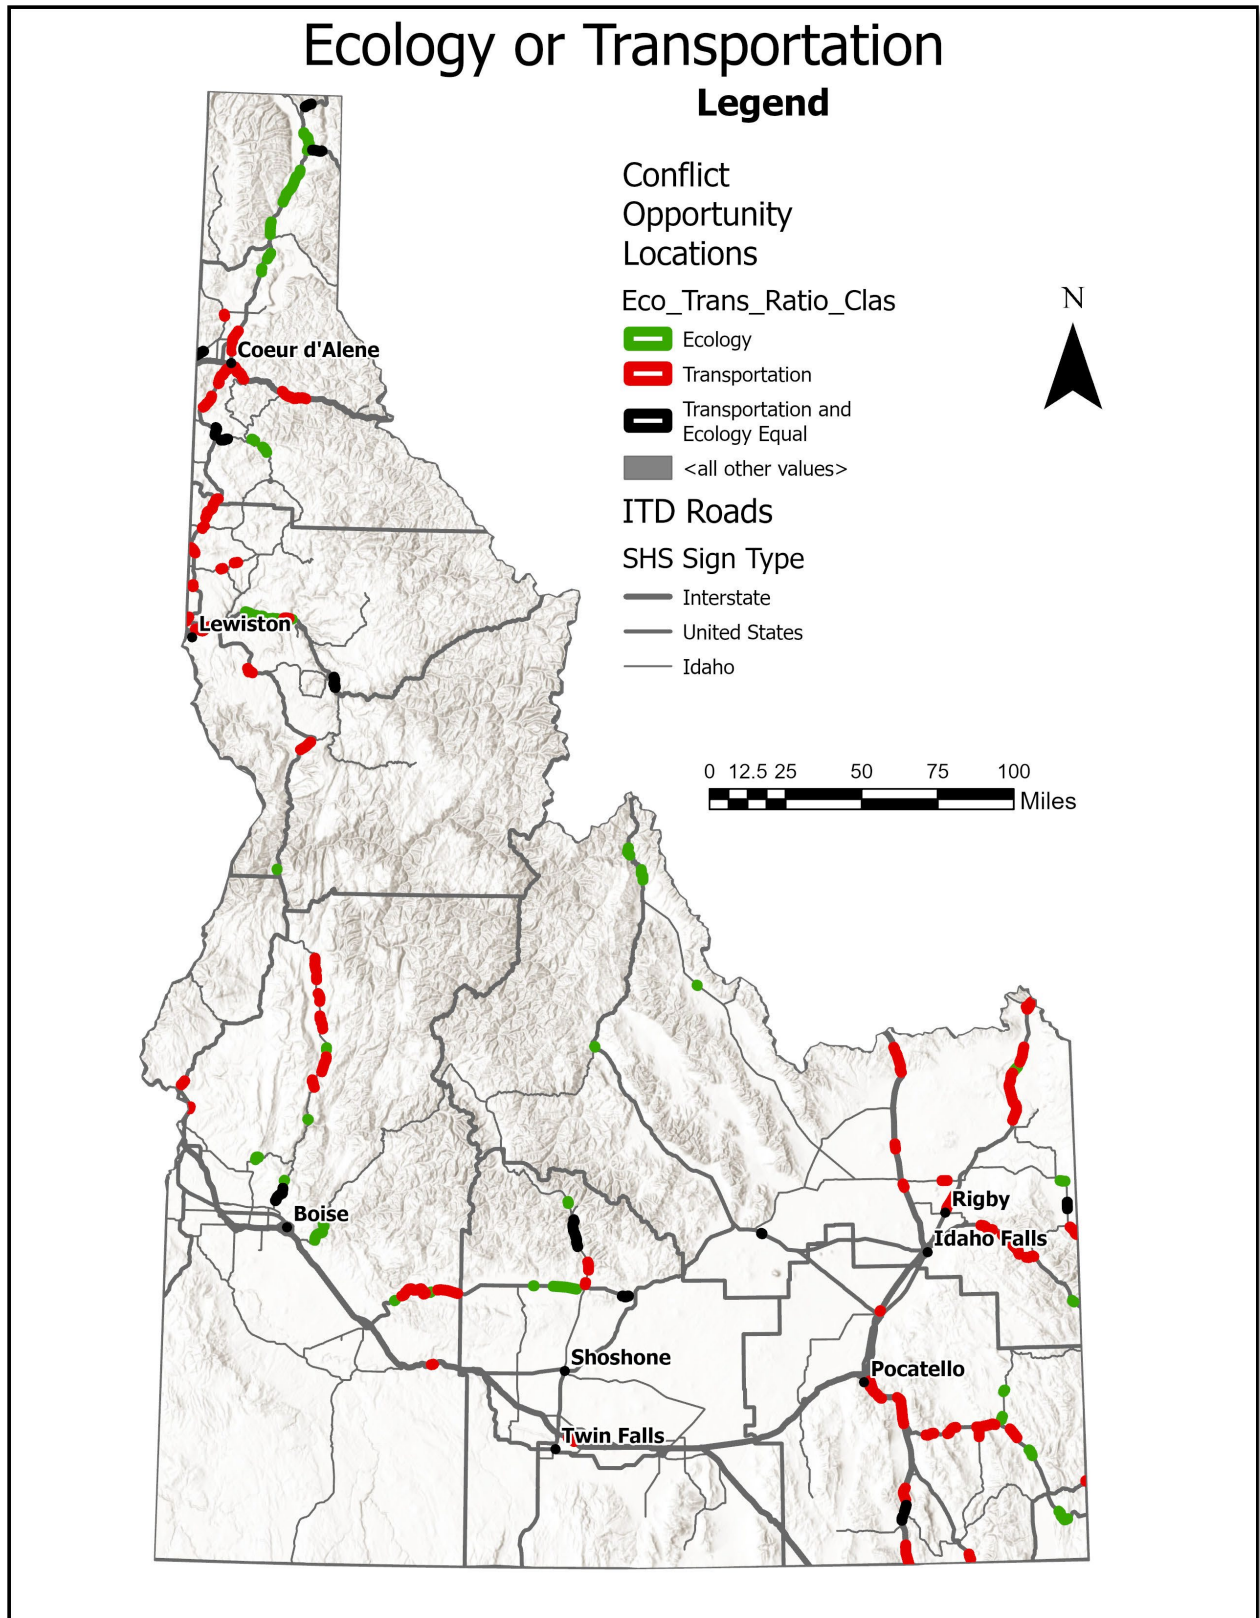 Ecology or Transportation
Legend
Conflict
Opportunity
Locations
Eco_Trans_Ratio_Clas
Ecology
Transportation
Transportation and
Ecology Equal
<all other values>
ITD Roads
SHS Sign Type
Interstate
United States
Idaho
N
0 12.5 25 50 75 100
Miles
Coeur d'Alene
Lewiston
Boise
Rigby
Idaho Falls
Shoshone
Pocatello
Twin Falls